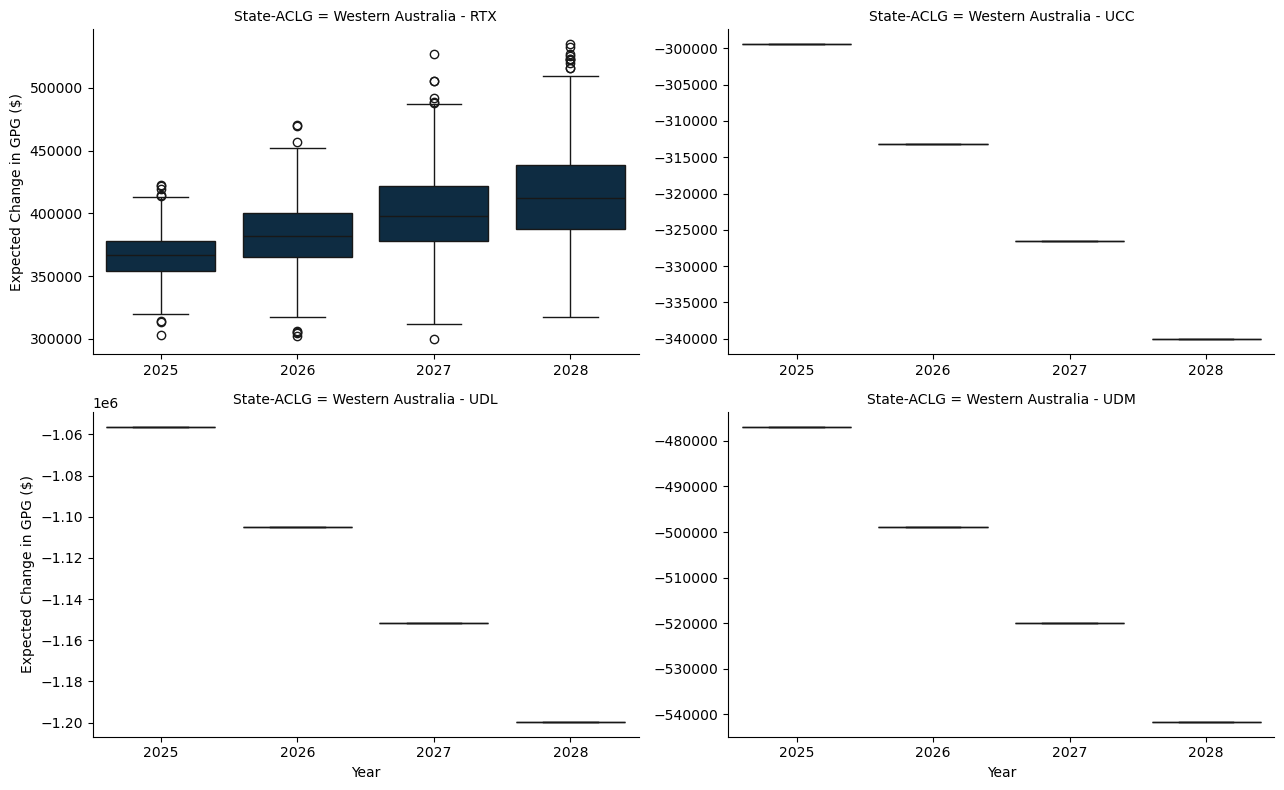 State-ACLG = Western Australia - RTX
Expected Change in GPG ($)
500000
450000
400000
350000
300000
2025 2026 2027 2028
State-ACLG = Western Australia - UCC
−300000
−305000
−310000
−315000
−320000
−325000
−330000
−335000
−340000
2025 2026 2027 2028
State-ACLG = Western Australia - UDL
1e6
Expected Change in GPG ($)
−1.06
−1.08
−1.10
−1.12
−1.14
−1.16
−1.18
−1.20
2025 2026 2027 2028
Year
State-ACLG = Western Australia - UDM
−480000
−490000
−500000
−510000
−520000
−530000
−540000
2025 2026 2027 2028
Year